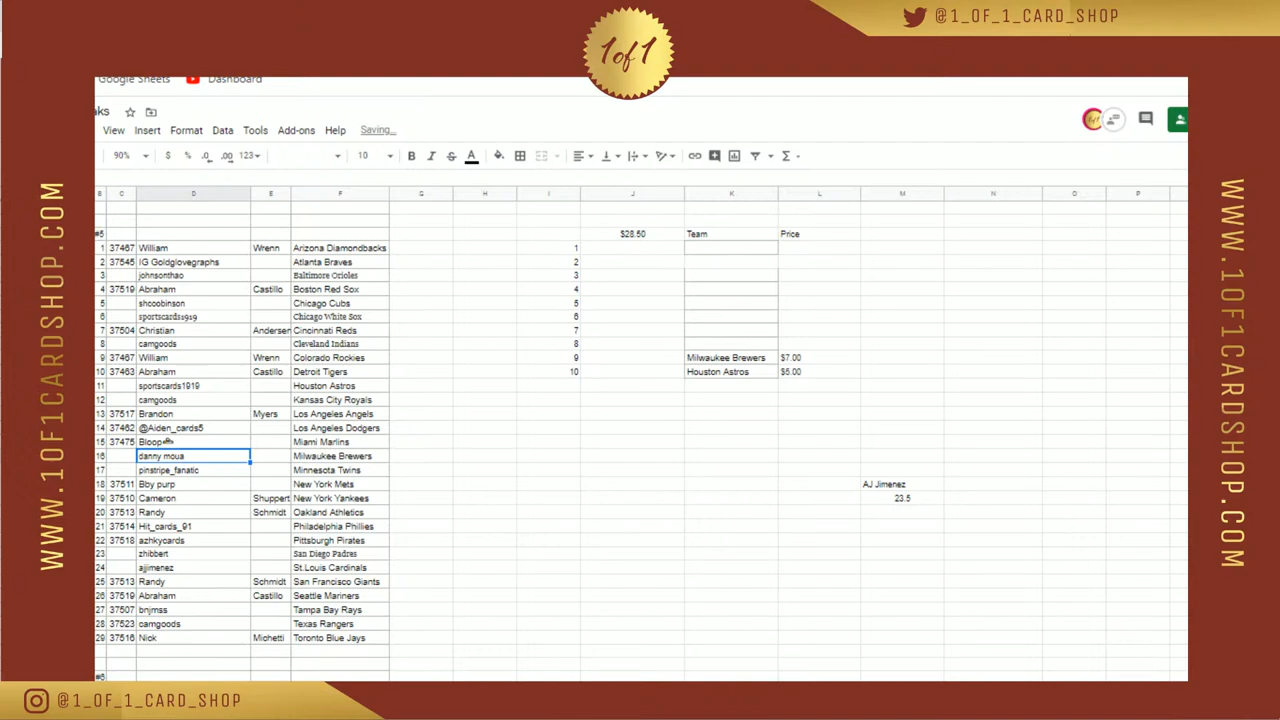 @1_OF_1_CARD_SHOP
1of1
Google Sheets Dashboard
aks
View Insert Format Data Tools Add-ons Help Saving...
90% $ % .0 .00 123 10 B I S A
B C D E F G H I J K L M N O P
#5 $28.50 Team Price
1 37467 William Wrenn Arizona Diamondbacks 1
2 37545 IG Goldglovegraphs Atlanta Braves 2
3 johnsonthao Baltimore Orioles 3
4 37519 Abraham Castillo Boston Red Sox 4
5 shccobinson Chicago Cubs 5
6 sportscards1919 Chicago White Sox 6
7 37504 Christian Andersen Cincinnati Reds 7
8 camgoods Cleveland Indians 8
9 37467 William Wrenn Colorado Rockies 9 Milwaukee Brewers $7.00
10 37463 Abraham Castillo Detroit Tigers 10 Houston Astros $5.00
11 sportscards1919 Houston Astros
12 camgoods Kansas City Royals
13 37517 Brandon Myers Los Angeles Angels
14 37462 @Aiden_cards5 Los Angeles Dodgers
15 37475 Bloop Miami Marlins
16 danny moua Milwaukee Brewers
17 pinstripe_fanatic Minnesota Twins
18 37511 Bby purp New York Mets AJ Jimenez
19 37510 Cameron Shuppert New York Yankees 23.5
20 37513 Randy Schmidt Oakland Athletics
21 37514 Hit_cards_91 Philadelphia Phillies
22 37518 azhkycards Pittsburgh Pirates
23 zhibbert San Diego Padres
24 ajjimenez St.Louis Cardinals
25 37513 Randy Schmidt San Francisco Giants
26 37519 Abraham Castillo Seattle Mariners
27 37507 bnjmss Tampa Bay Rays
28 37523 camgoods Texas Rangers
29 37516 Nick Michetti Toronto Blue Jays
#6
WWW.1OF1CARDSHOP.COM
WWW.1OF1CARDSHOP.COM
@1_OF_1_CARD_SHOP